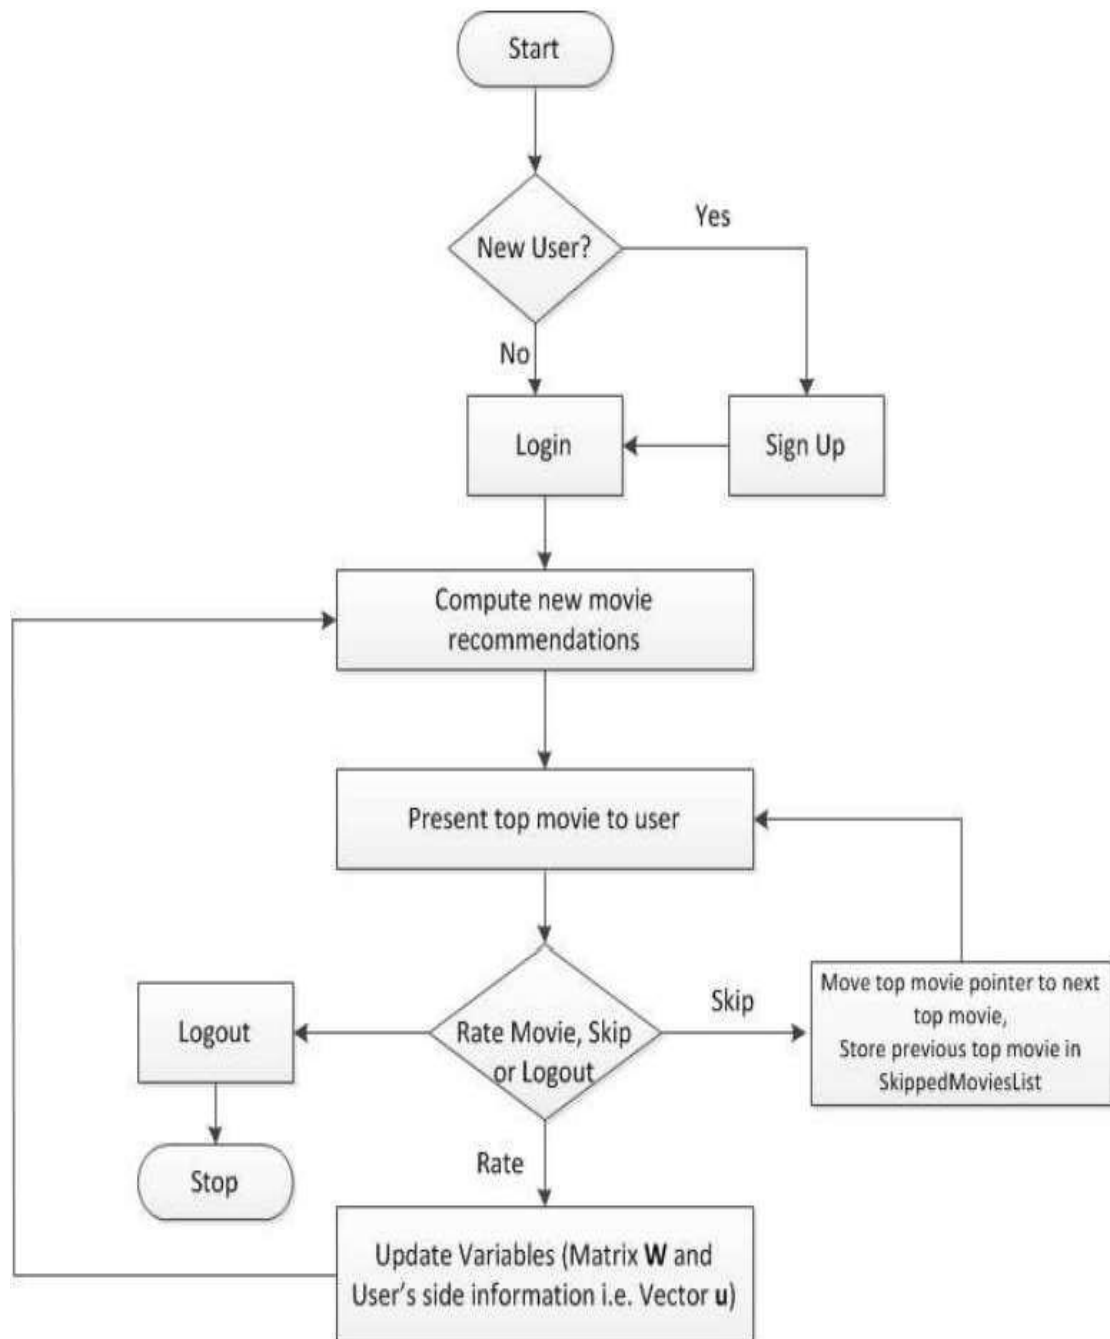 Start
New User?
Yes
No
Login
Sign Up
Compute new movie
recommendations
Present top movie to user
Rate Movie, Skip
or Logout
Skip
Move top movie pointer to next
top movie,
Store previous top movie in
SkippedMoviesList
Logout
Stop
Rate
Update Variables (Matrix W and
User's side information i.e. Vector u)